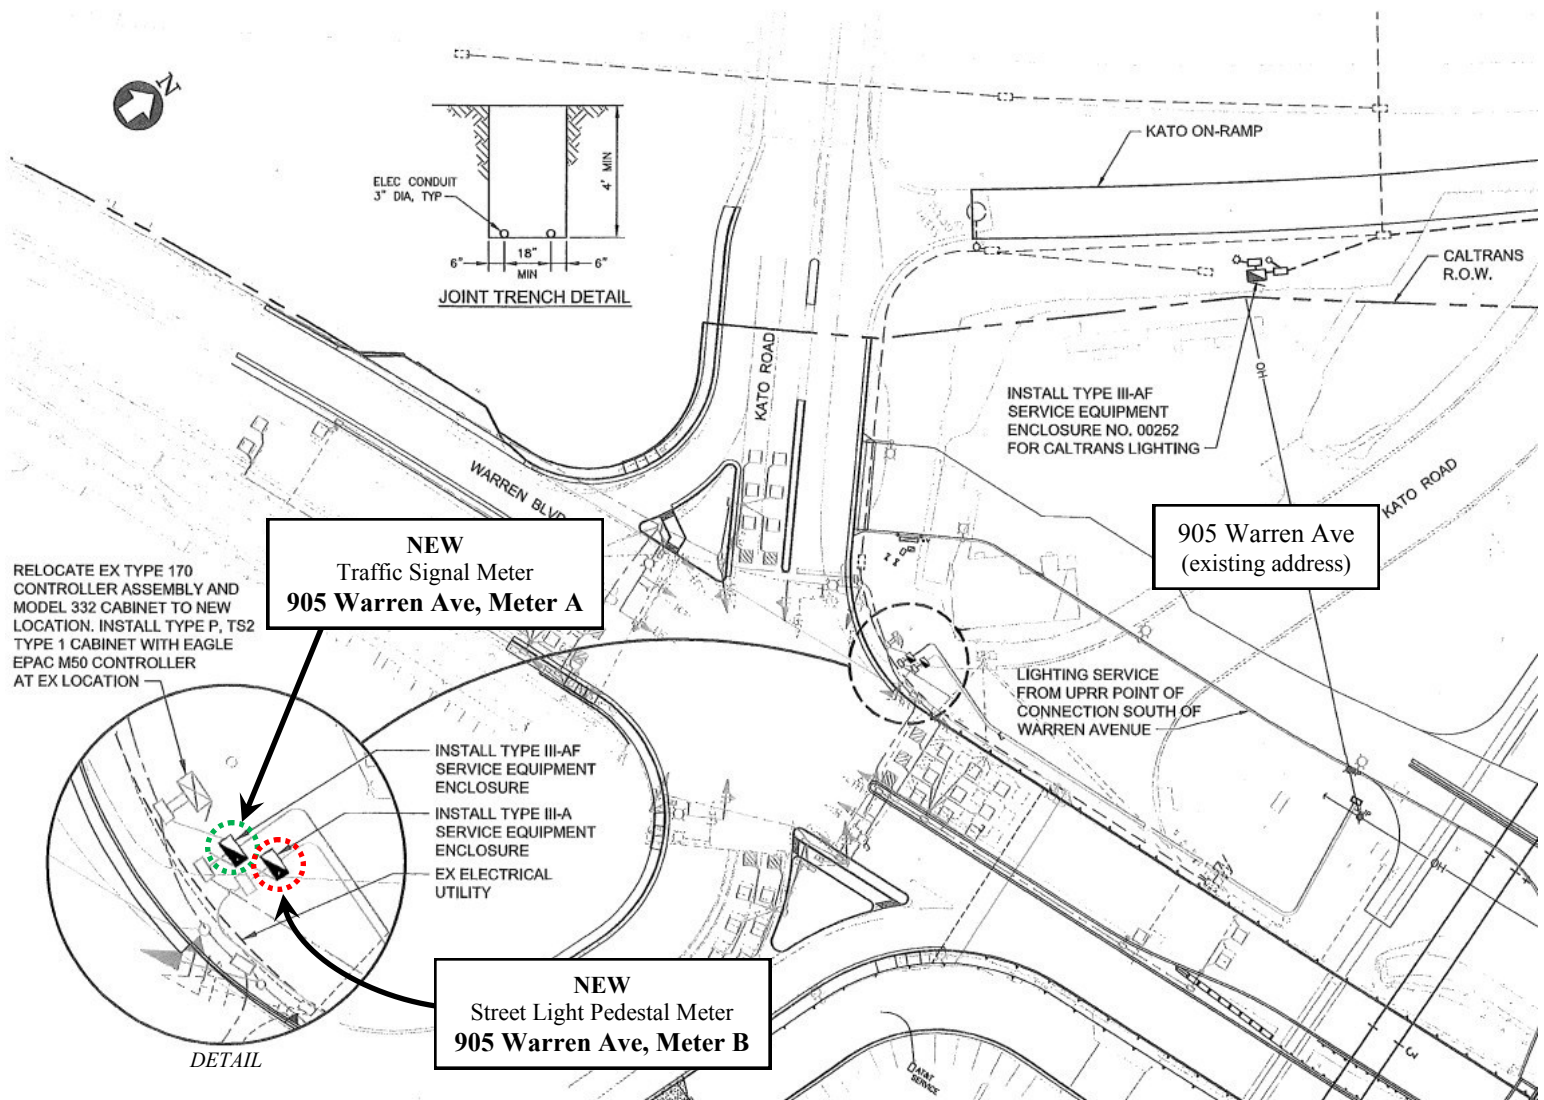 N
ELEC CONDUIT
3" DIA, TYP
4' MIN
6"
18"
MIN
6"
JOINT TRENCH DETAIL
KATO ON-RAMP
CALTRANS
R.O.W.
KATO ROAD
OH
INSTALL TYPE III-AF
SERVICE EQUIPMENT
ENCLOSURE NO. 00252
FOR CALTRANS LIGHTING
WARREN BLVD
KATO ROAD
905 Warren Ave
(existing address)
NEW
Traffic Signal Meter
905 Warren Ave, Meter A
RELOCATE EX TYPE 170
CONTROLLER ASSEMBLY AND
MODEL 332 CABINET TO NEW
LOCATION. INSTALL TYPE P, TS2
TYPE 1 CABINET WITH EAGLE
EPAC M50 CONTROLLER
AT EX LOCATION
LIGHTING SERVICE
FROM UPRR POINT OF
CONNECTION SOUTH OF
WARREN AVENUE
INSTALL TYPE III-AF
SERVICE EQUIPMENT
ENCLOSURE
INSTALL TYPE III-A
SERVICE EQUIPMENT
ENCLOSURE
EX ELECTRICAL
UTILITY
OH
NEW
Street Light Pedestal Meter
905 Warren Ave, Meter B
DETAIL
AT&T
SERVICE